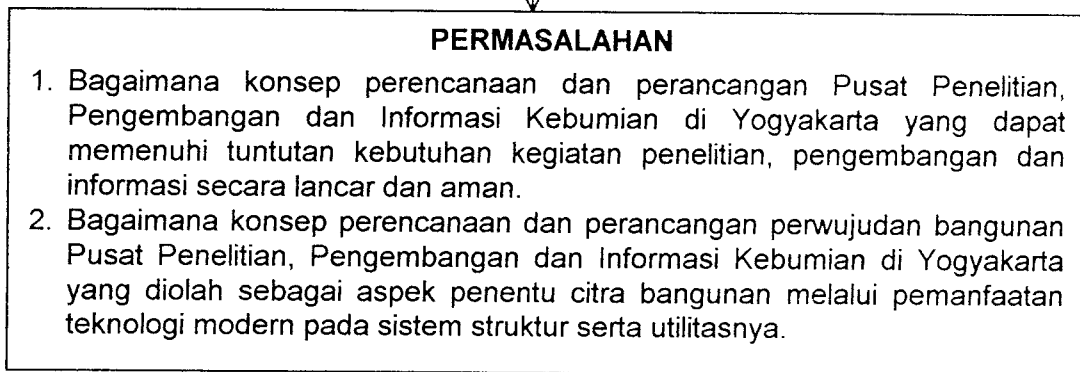 PERMASALAHAN
1. Bagaimana konsep perencanaan dan perancangan Pusat Penelitian,
Pengembangan dan Informasi Kebumian di Yogyakarta yang dapat
memenuhi tuntutan kebutuhan kegiatan penelitian, pengembangan dan
informasi secara lancar dan aman.
2. Bagaimana konsep perencanaan dan perancangan perwujudan bangunan
Pusat Penelitian, Pengembangan dan Informasi Kebumian di Yogyakarta
yang diolah sebagai aspek penentu citra bangunan melalui pemanfaatan
teknologi modern pada sistem struktur serta utilitasnya.